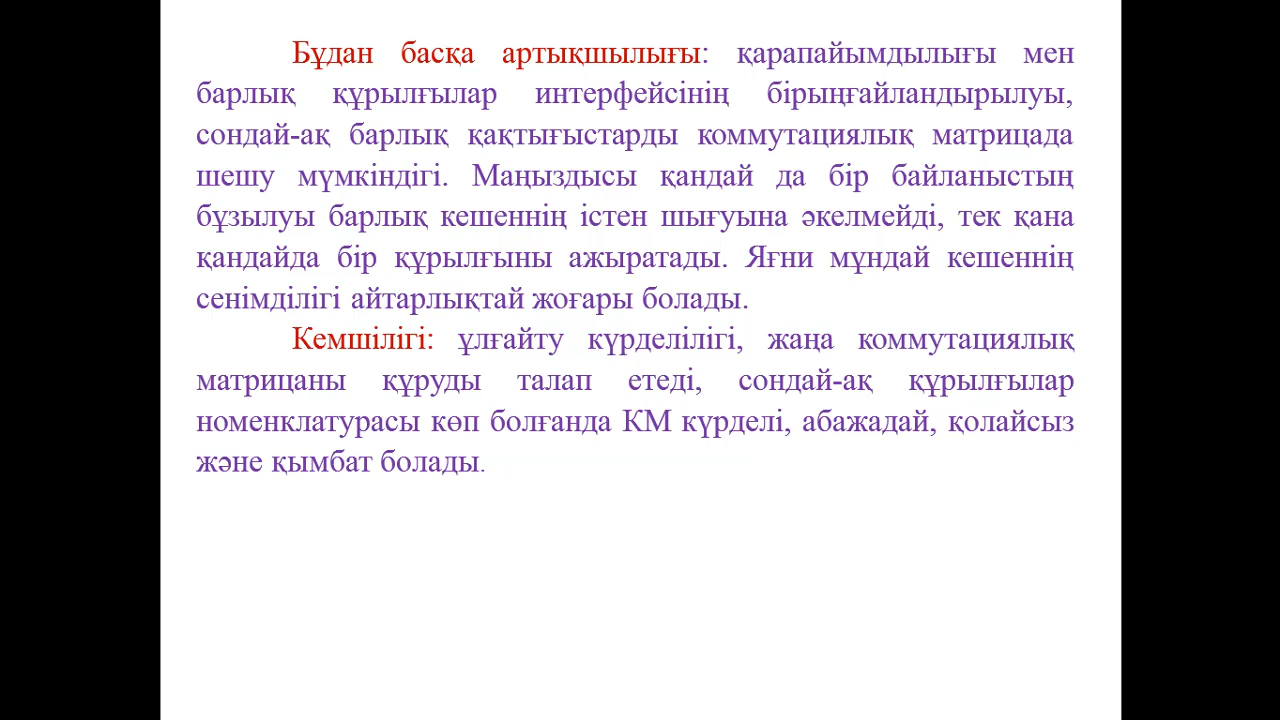 Бұдан басқа артықшылығы: қарапайымдылығы мен
барлық құрылғылар интерфейсінің бірыңғайландырылуы,
сондай-ақ барлық қақтығыстарды коммутациялық матрицада
шешу мүмкіндігі. Маңыздысы қандай да бір байланыстың
бұзылуы барлық кешеннің істен шығуына әкелмейді, тек қана
қандайда бір құрылғыны ажыратады. Яғни мұндай кешеннің
сенімділігі айтарлықтай жоғары болады.
Кемшілігі: ұлғайту күрделілігі, жаңа коммутациялық
матрицаны құруды талап етеді, сондай-ақ құрылғылар
номенклатурасы көп болғанда КМ күрделі, абажадай, қолайсыз
және қымбат болады.